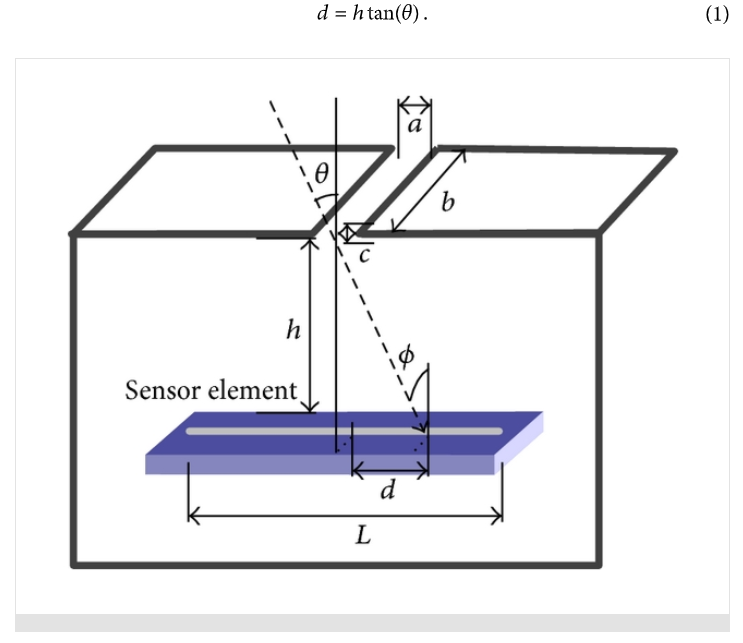 d = h tan(θ). (1)
a
θ
b
c
h
ϕ
Sensor element
d
L